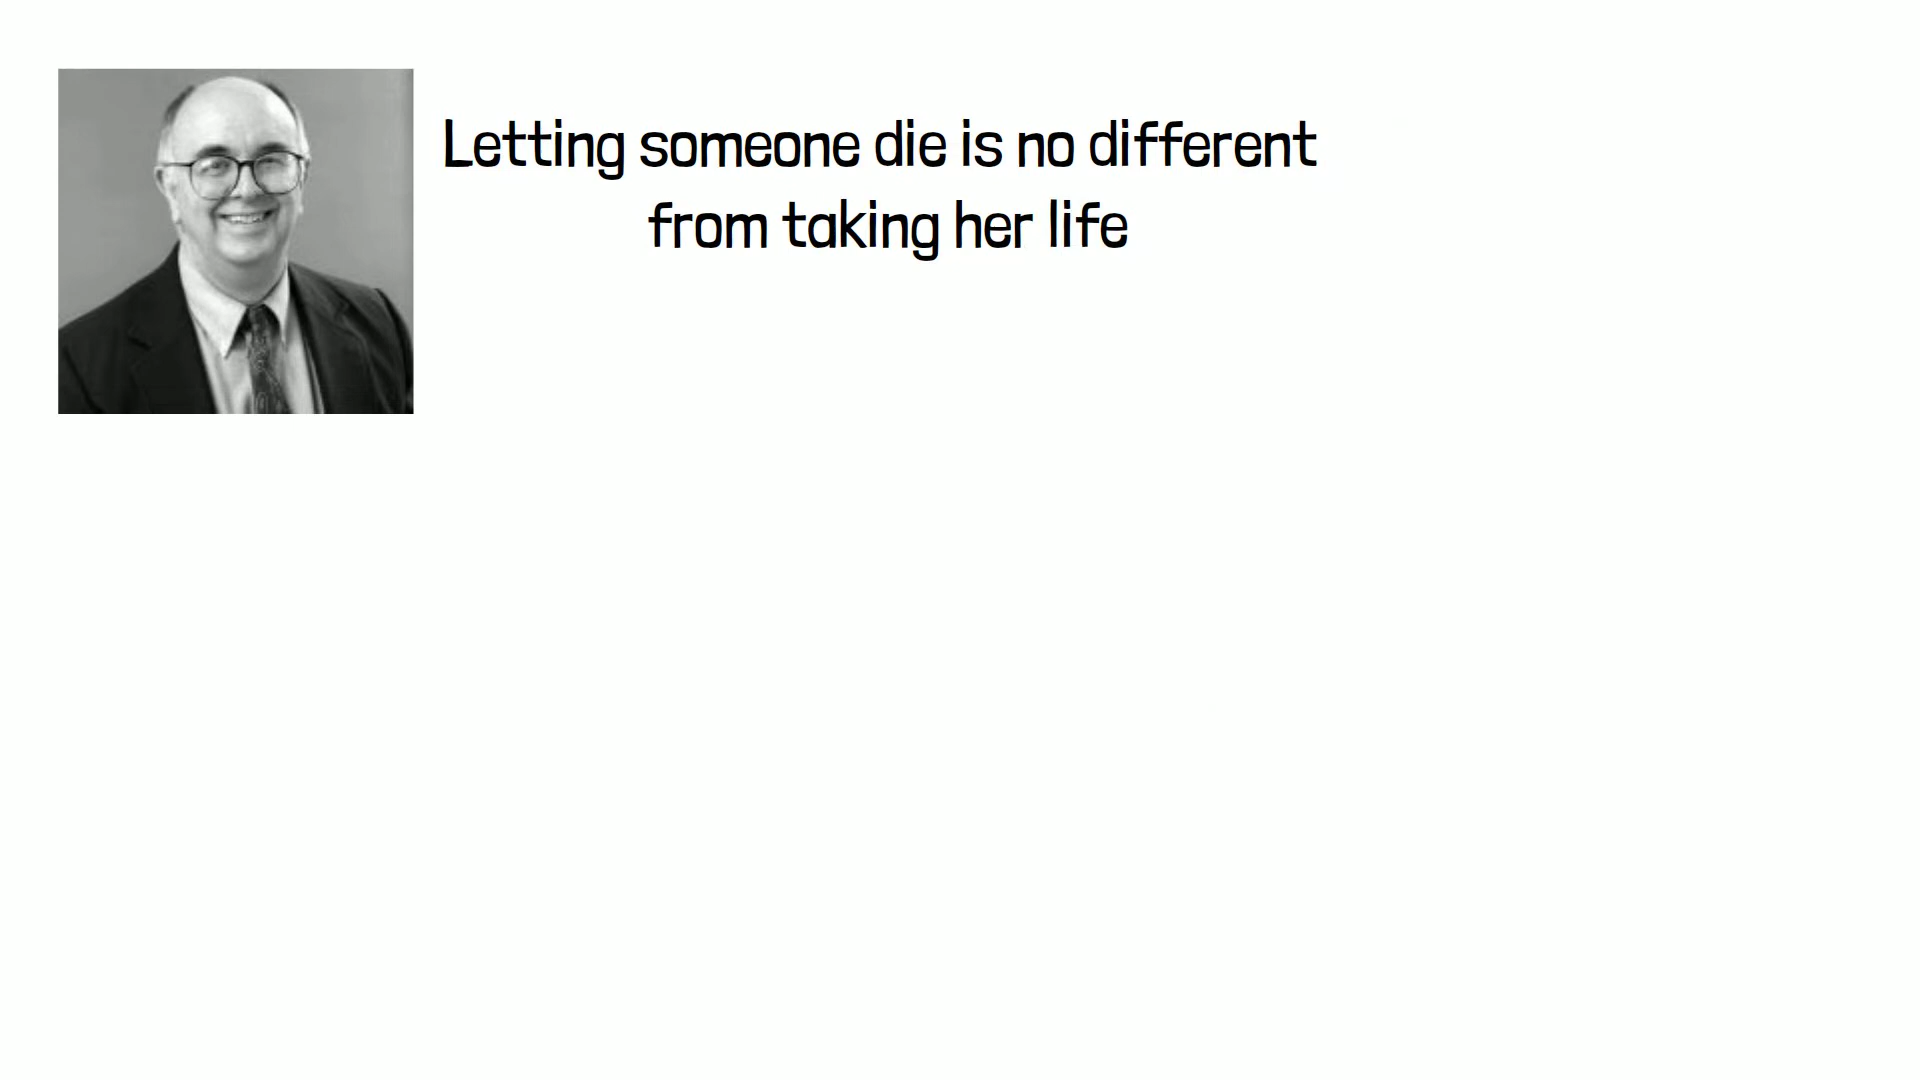 Letting someone die is no different
from taking her life